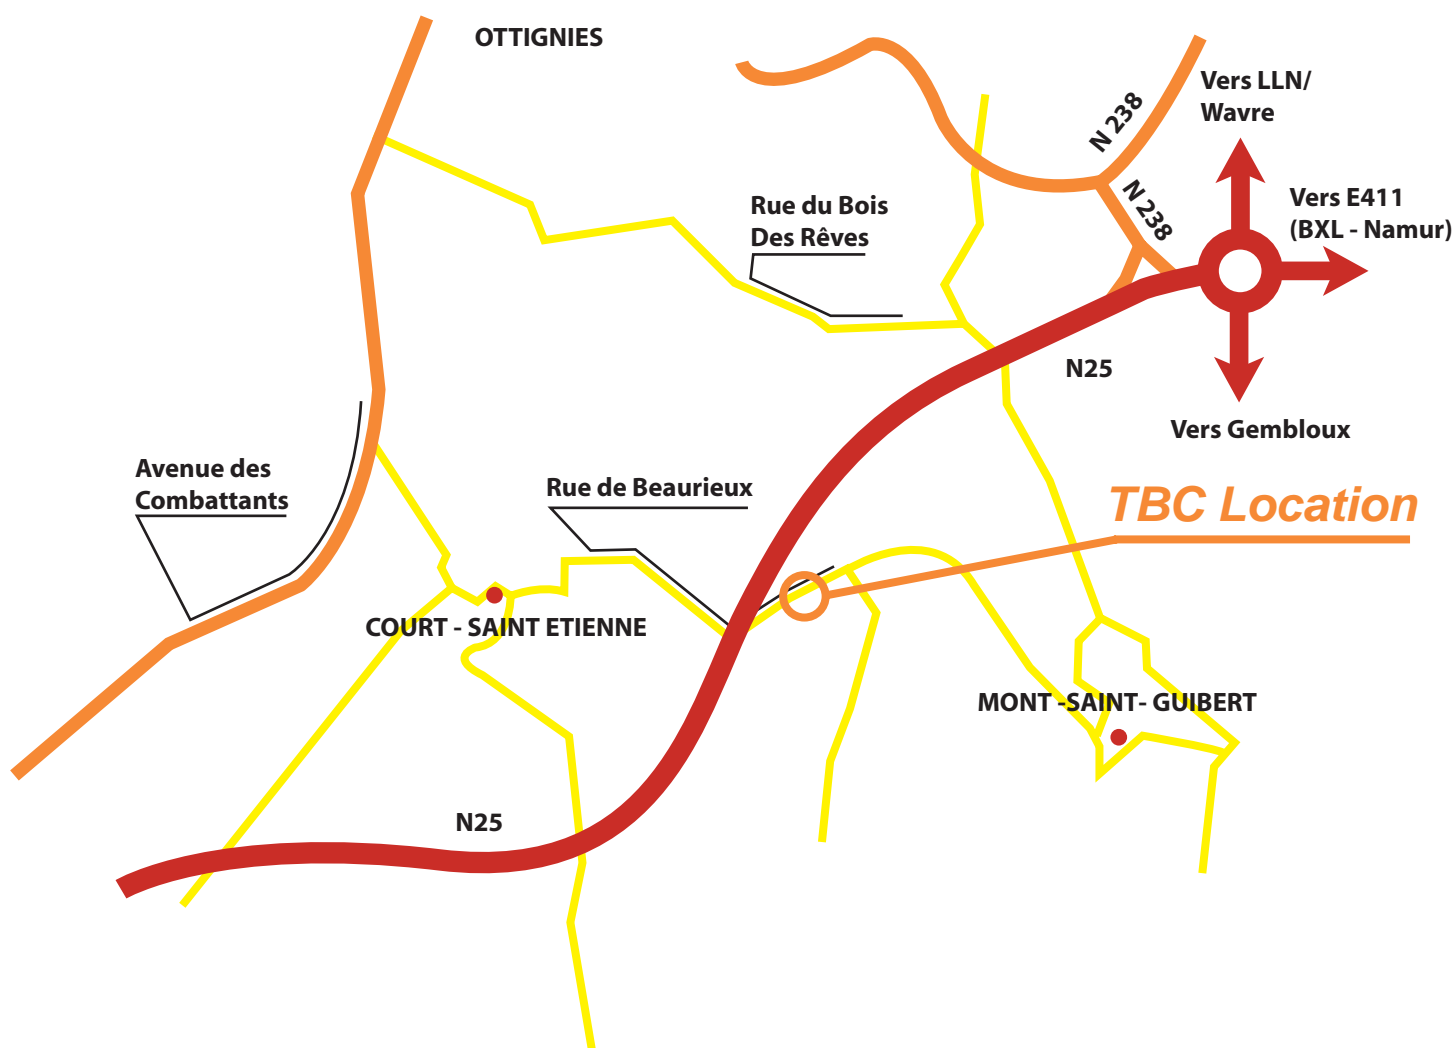 OTTIGNIES
Vers LLN/
Wavre
N 238
N 238
Vers E411
(BXL - Namur)
Rue du Bois
Des Rêves
N25
Vers Gembloux
Avenue des
Combattants
Rue de Beaurieux
TBC Location
COURT - SAINT ETIENNE
MONT -SAINT- GUIBERT
N25